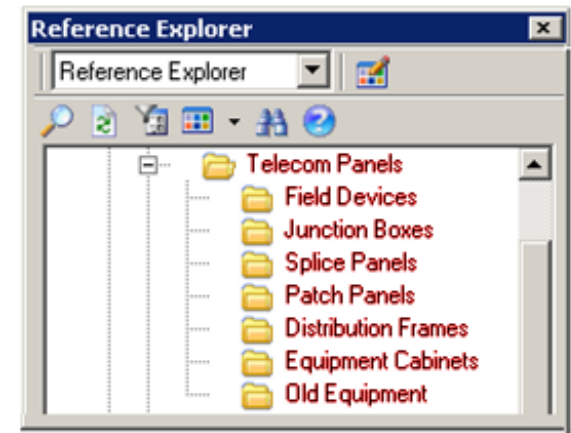 Reference Explorer
Reference Explorer
Telecom Panels
Field Devices
Junction Boxes
Splice Panels
Patch Panels
Distribution Frames
Equipment Cabinets
Old Equipment